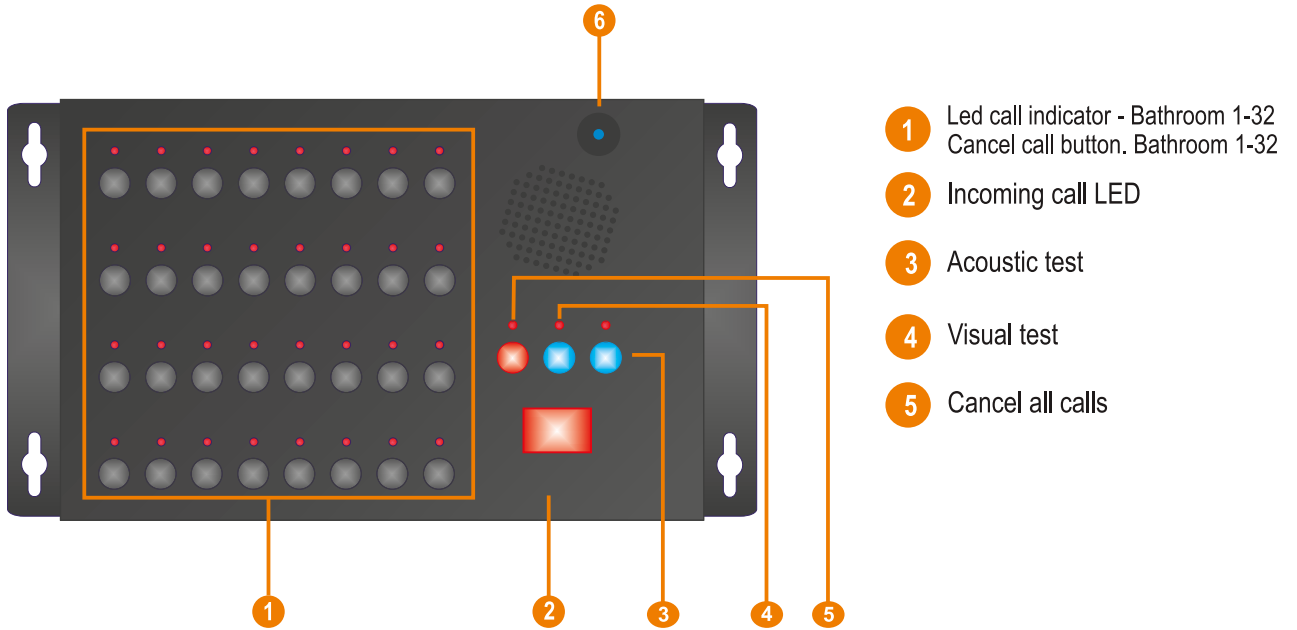 6
1 Led call indicator - Bathroom 1-32
Cancel call button. Bathroom 1-32
2 Incoming call LED
3 Acoustic test
4 Visual test
5 Cancel all calls
1 2 3 4 5